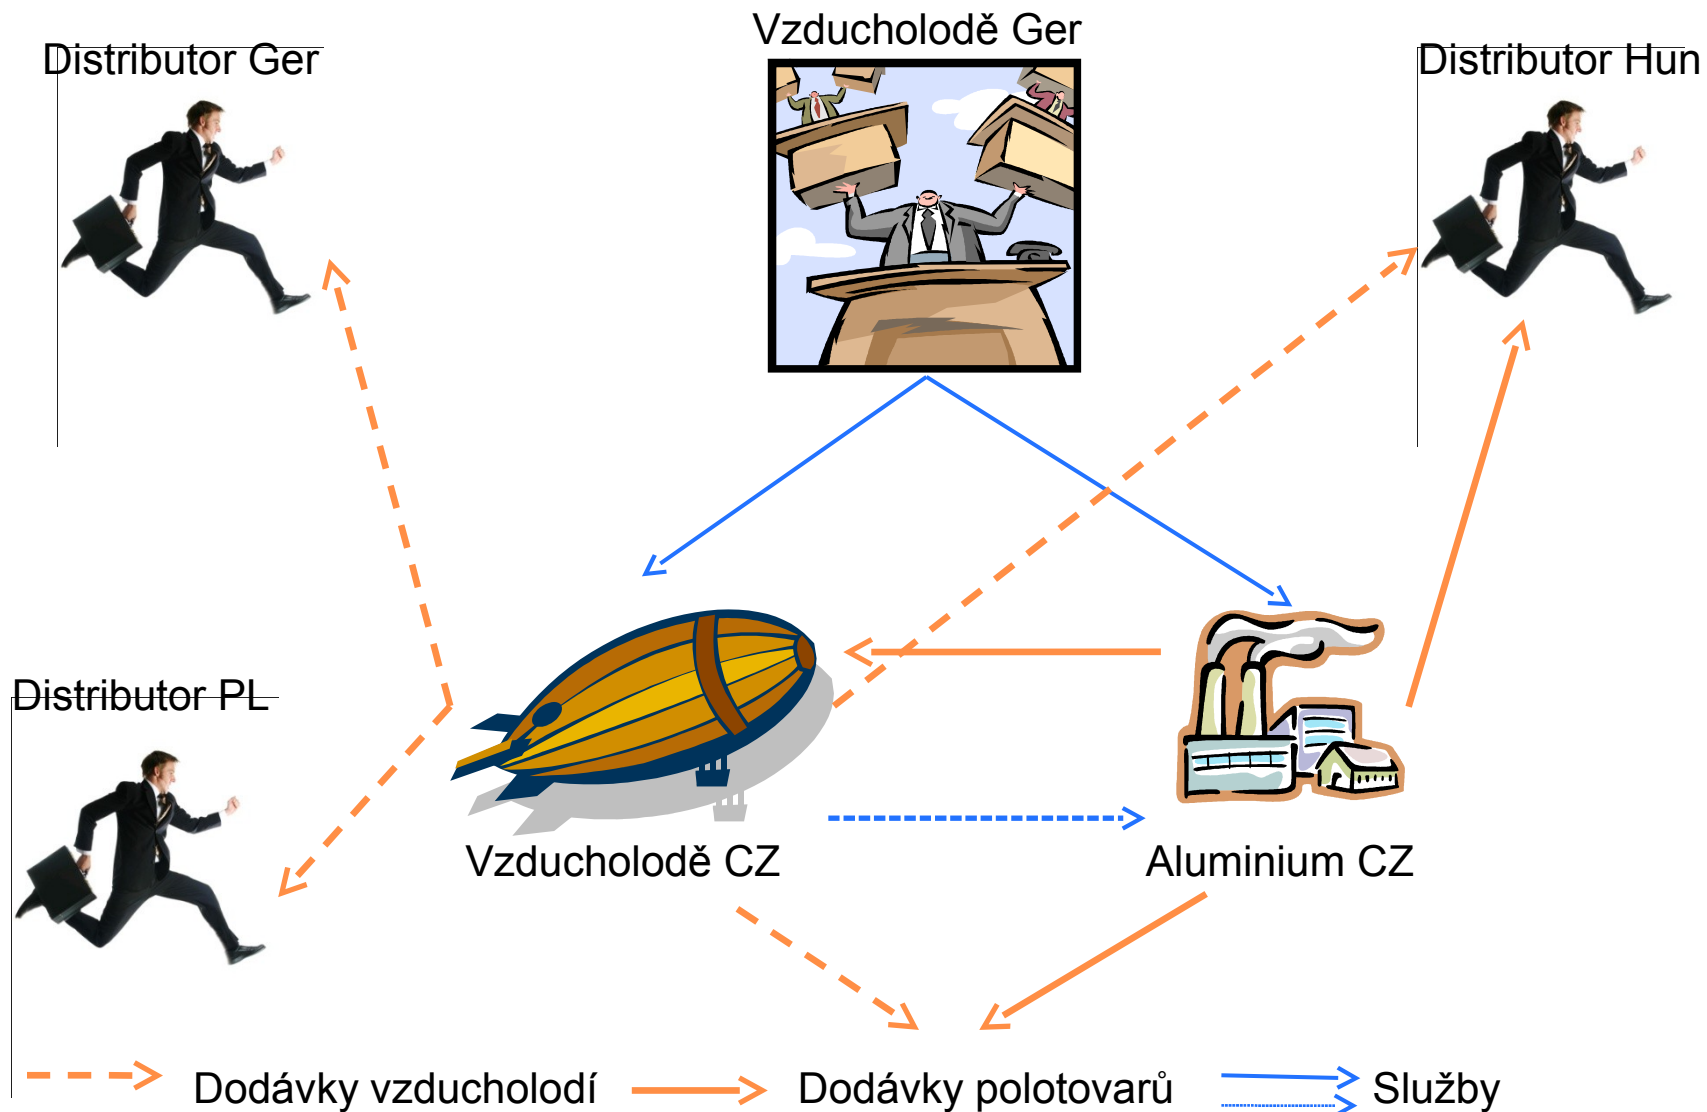 Vzducholodě Ger
Distributor Ger
Distributor Hun
Distributor PL
Vzducholodě CZ
Aluminium CZ
Dodávky vzducholodí
Dodávky polotovarů
Služby